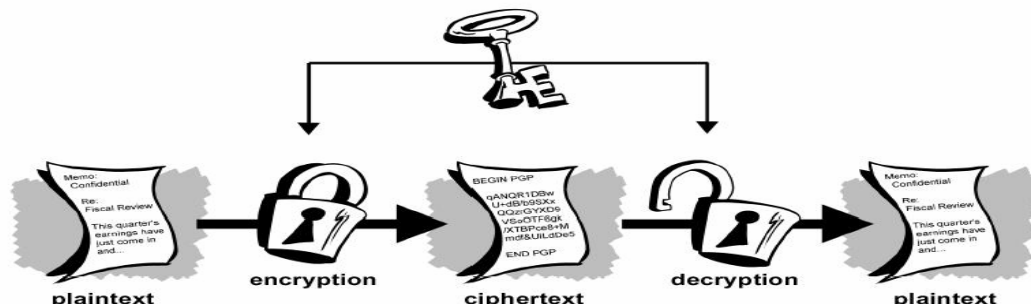 Memo:
Confidential
Re:
Fiscal Review
This quarter's
earnings have
just come in
and...
BEGIN PGP
qANQR1DBw
U+dB/b9SXx
QQzrGYXD9
VSsOTF6gk
/XTBPce8+M
mdf&UiLdDe5
END PGP
Memo:
Confidential
Re:
Fiscal Review
This quarter's
earnings have
just come in
and...
encryption
decryption
plaintext
ciphertext
plaintext